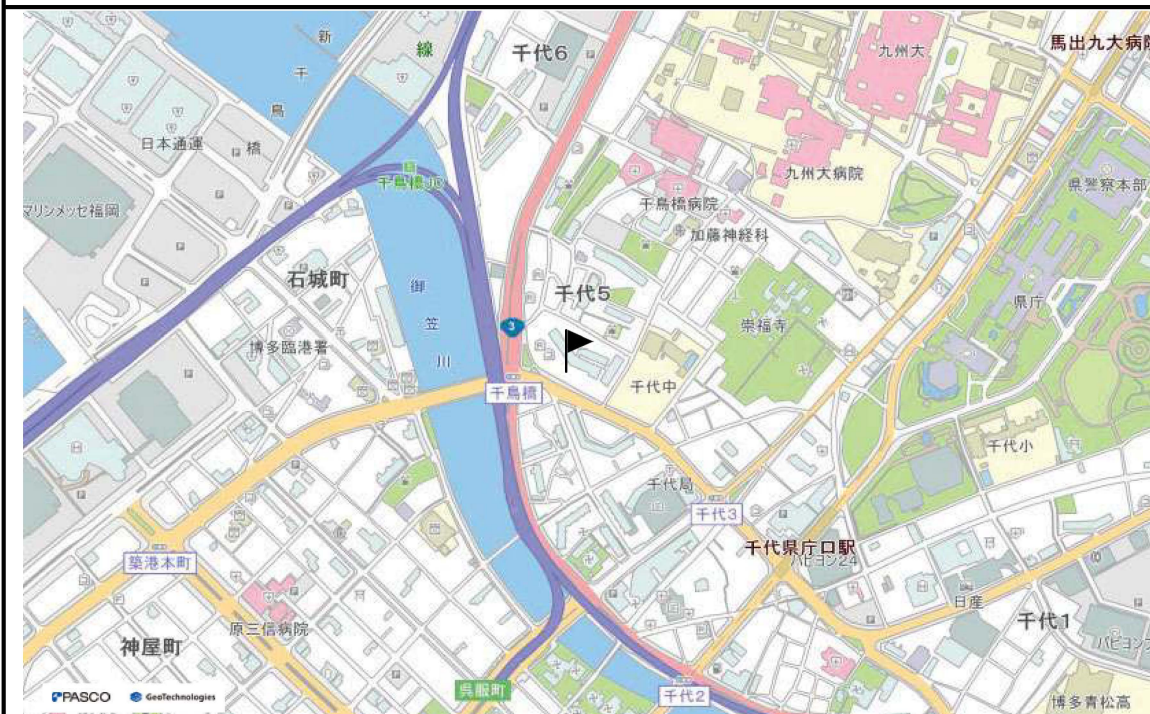 新
千
鳥
橋
線
千代6
九州大
馬出九大病院
日本通運
千鳥橋JC
九州大病院
県警察本部
マリンメッセ福岡
千鳥橋病院
加藤神経科
石城町
御
笠
川
千代5
崇福寺
県庁
3
博多臨港署
千代中
千鳥橋
千代小
千代局
千代3
築港本町
千代県庁口駅
パピヨン24
日産
千代1
原三信病院
神屋町
パピヨンプ
呉服町
千代2
博多青松高
PASCO
GeoTechnologies